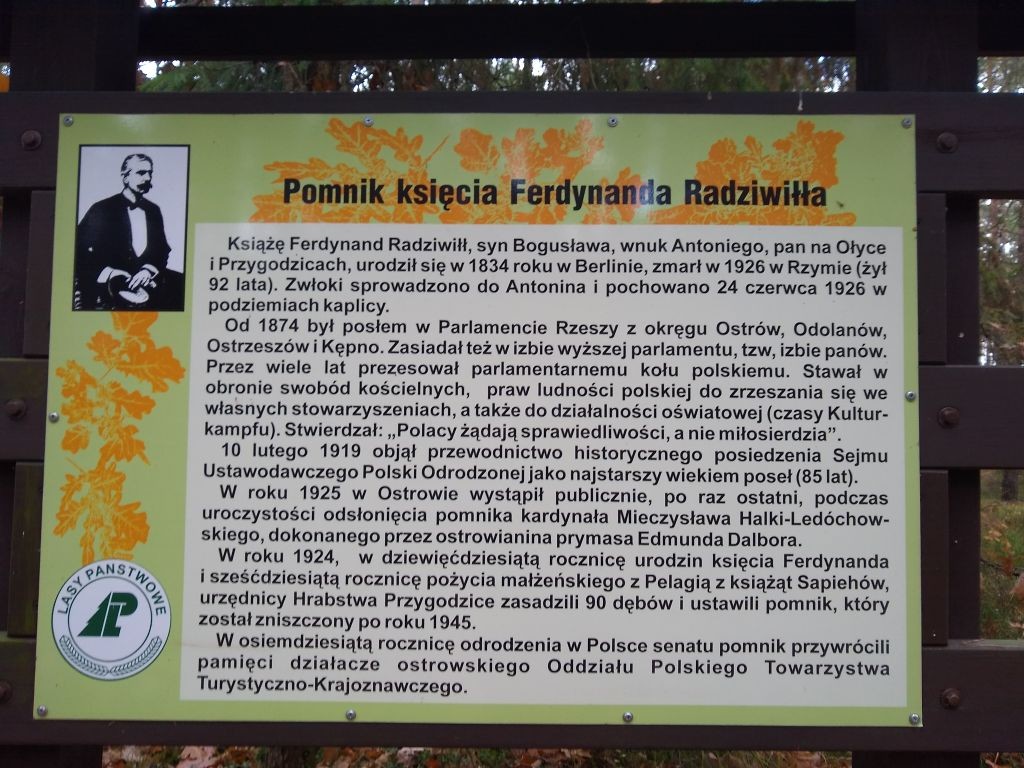 Pomnik księcia Ferdynanda Radziwiłła
Książę Ferdynand Radziwiłł, syn Bogusława, wnuk Antoniego, pan na Ołyce
i Przygodzicach, urodził się w 1834 roku w Berlinie, zmarł w 1926 w Rzymie (żył
92 lata). Zwłoki sprowadzono do Antonina i pochowano 24 czerwca 1926 w
podziemiach kaplicy.
Od 1874 był posłem w Parlamencie Rzeszy z okręgu Ostrów, Odolanów,
Ostrzeszów i Kępno. Zasiadał też w izbie wyższej parlamentu, tzw, izbie panów.
Przez wiele lat prezesował parlamentarnemu kołu polskiemu. Stawał w
obronie swobód kościelnych, praw ludności polskiej do zrzeszania się we
własnych stowarzyszeniach, a także do działalności oświatowej (czasy Kultur-
kampfu). Stwierdzał: „Polacy żądają sprawiedliwości, a nie miłosierdzia”.
10 lutego 1919 objął przewodnictwo historycznego posiedzenia Sejmu
Ustawodawczego Polski Odrodzonej jako najstarszy wiekiem poseł (85 lat).
W roku 1925 w Ostrowie wystąpił publicznie, po raz ostatni, podczas
uroczystości odsłonięcia pomnika kardynała Mieczysława Halki-Ledóchow-
skiego, dokonanego przez ostrowianina prymasa Edmunda Dalbora.
W roku 1924, w dziewięćdziesiątą rocznicę urodzin księcia Ferdynanda
i sześćdziesiątą rocznicę pożycia małżeńskiego z Pelagią z książąt Sapiehów,
urzędnicy Hrabstwa Przygodzice zasadzili 90 dębów i ustawili pomnik, który
został zniszczony po roku 1945.
W osiemdziesiątą rocznicę odrodzenia w Polsce senatu pomnik przywrócili
pamięci działacze ostrowskiego Oddziału Polskiego Towarzystwa
Turystyczno-Krajoznawczego.
LASY PAŃSTWOWE
LP